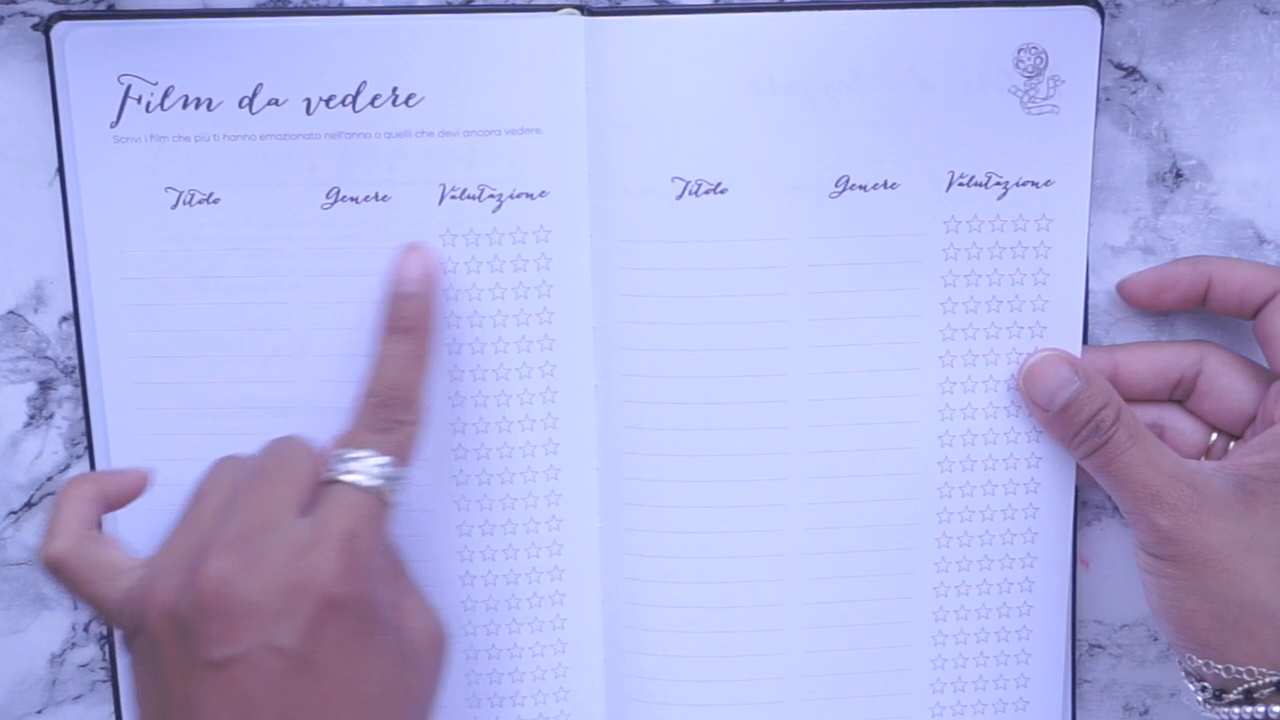 Film da vedere
Scrivi i film che più ti hanno emozionato nell'anno o quelli che devi ancora vedere.
Titolo Genere Valutazione
Titolo Genere Valutazione